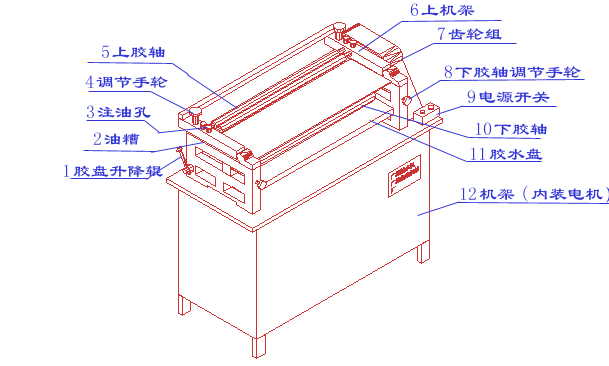 6上机架
7齿轮组
5上胶轴
8下胶轴调节手轮
4调节手轮
9电源开关
3注油孔
10下胶轴
2油槽
11胶水盘
1胶盘升降辊
12机架(内装电机)